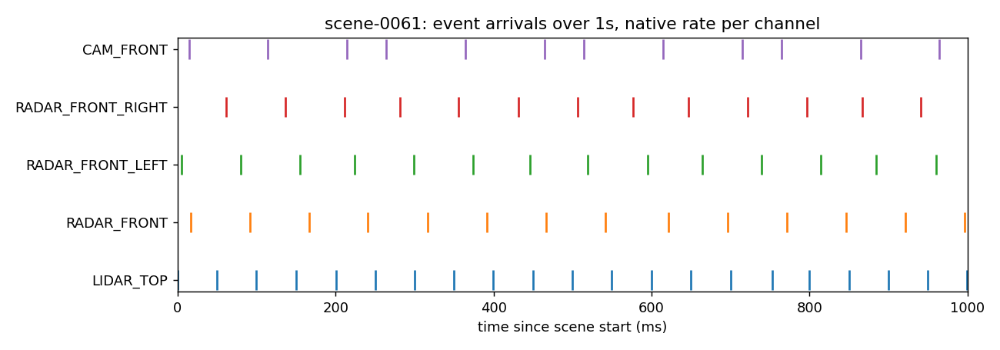 scene-0061: event arrivals over 1s, native rate per channel
CAM_FRONT
RADAR_FRONT_RIGHT
RADAR_FRONT_LEFT
RADAR_FRONT
LIDAR_TOP
0 200 400 600 800 1000
time since scene start (ms)